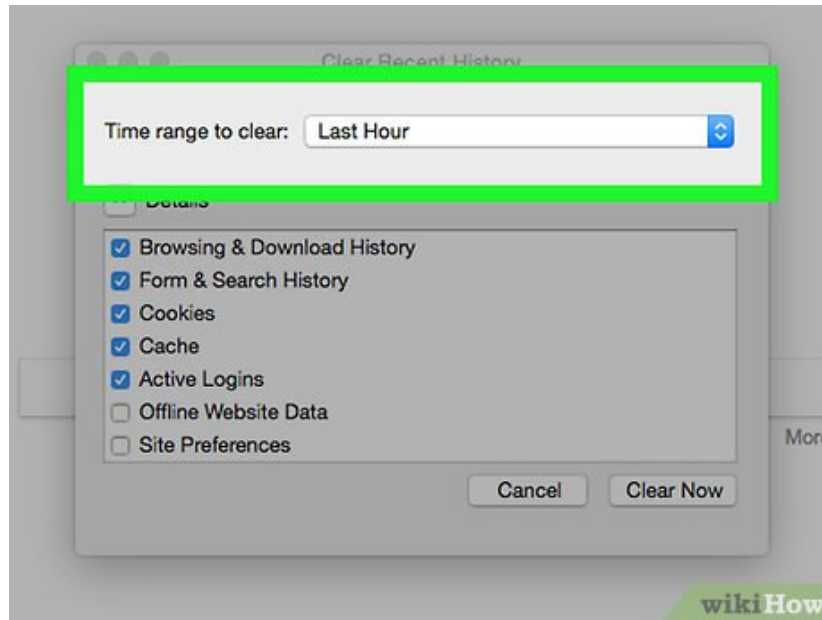 Clear Recent History
Time range to clear: Last Hour
Details
Browsing & Download History
Form & Search History
Cookies
Cache
Active Logins
Offline Website Data
Site Preferences
More
Cancel Clear Now
wikiHow